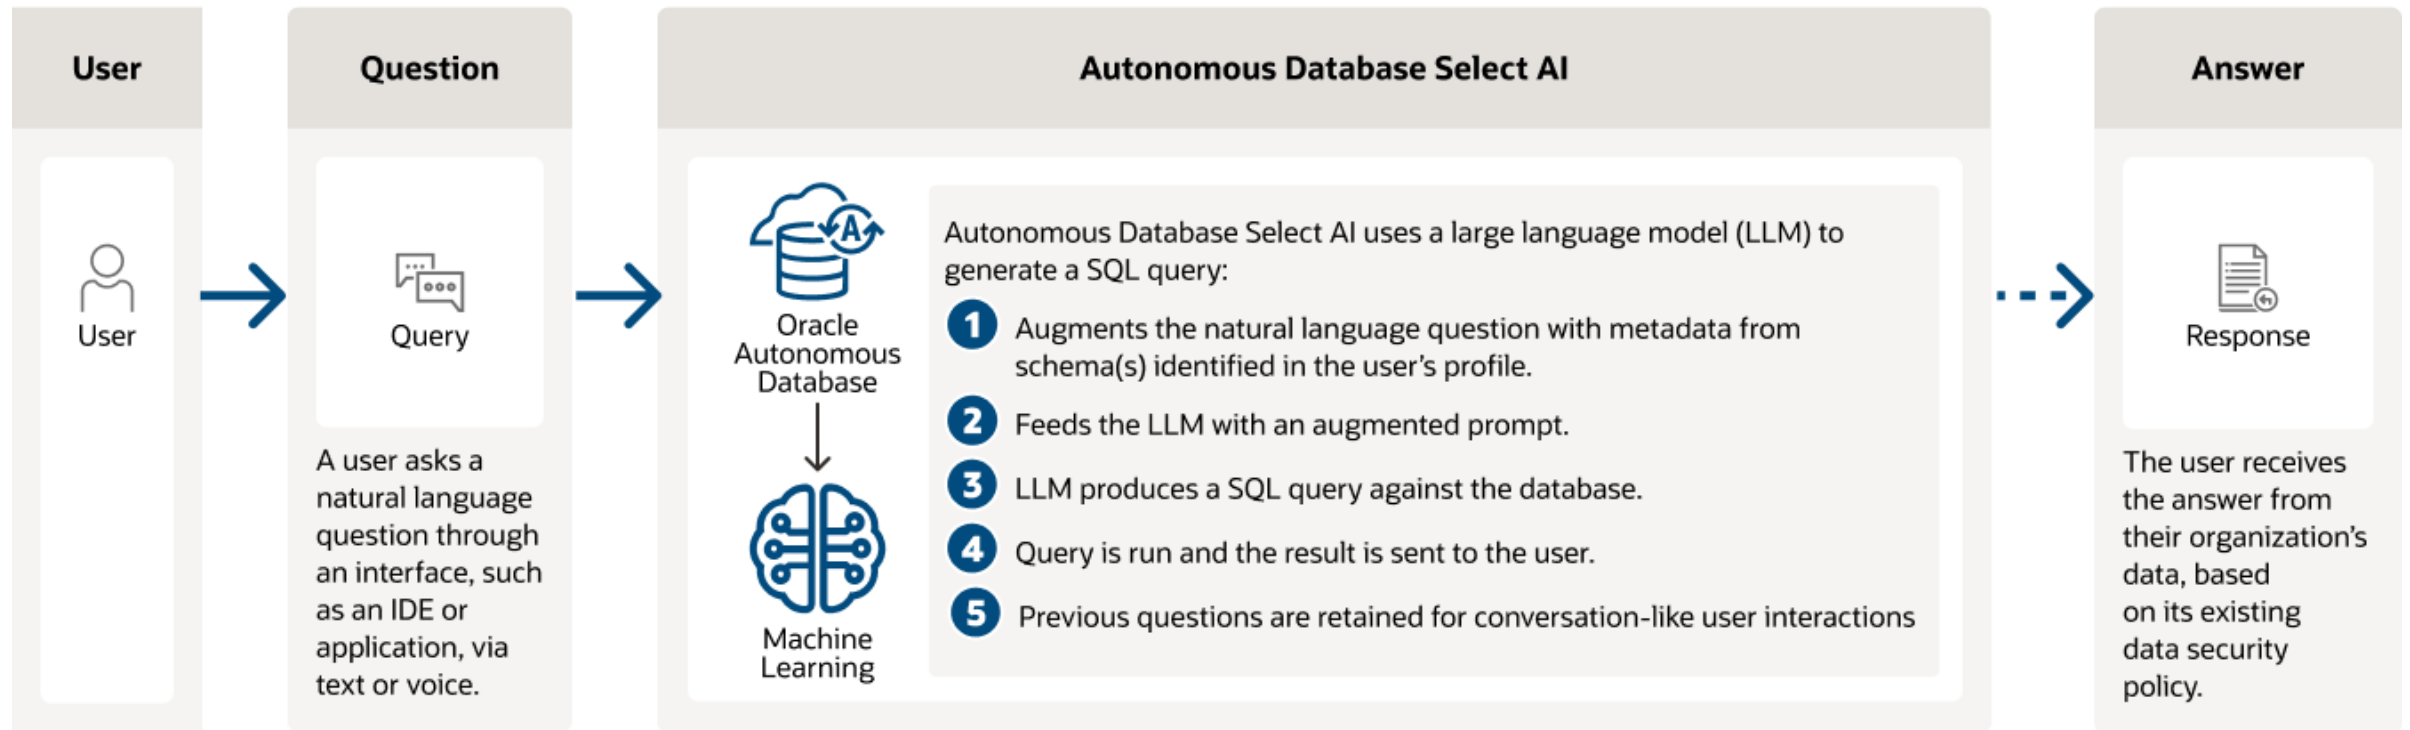 User
User
Question
Query
A user asks a
natural language
question through
an interface, such
as an IDE or
application, via
text or voice.
Autonomous Database Select AI
Oracle
Autonomous
Database
Machine
Learning
A
Autonomous Database Select AI uses a large language model (LLM) to
generate a SQL query:
1 Augments the natural language question with metadata from
schema(s) identified in the user's profile.
2 Feeds the LLM with an augmented prompt.
3 LLM produces a SQL query against the database.
4 Query is run and the result is sent to the user.
5 Previous questions are retained for conversation-like user interactions
Answer
Response
The user receives
the answer from
their organization's
data, based
on its existing
data security
policy.